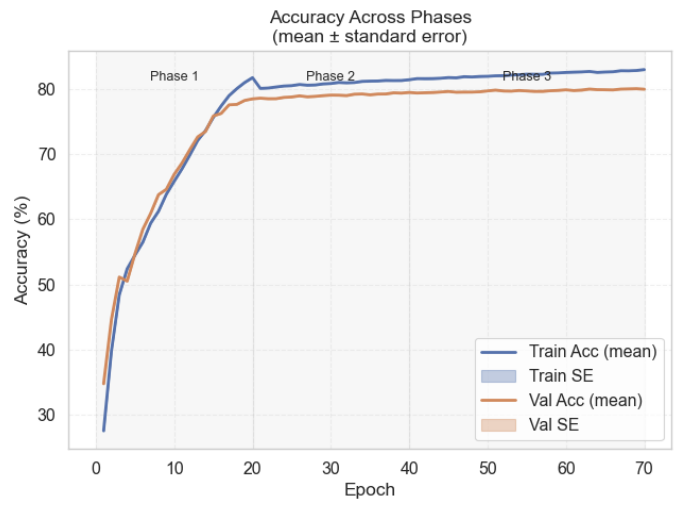 Accuracy Across Phases
(mean ± standard error)
Phase 1
Phase 2
Phase 3
Accuracy (%)
80
70
60
50
40
30
Train Acc (mean)
Train SE
Val Acc (mean)
Val SE
0
10
20
30
40
50
60
70
Epoch